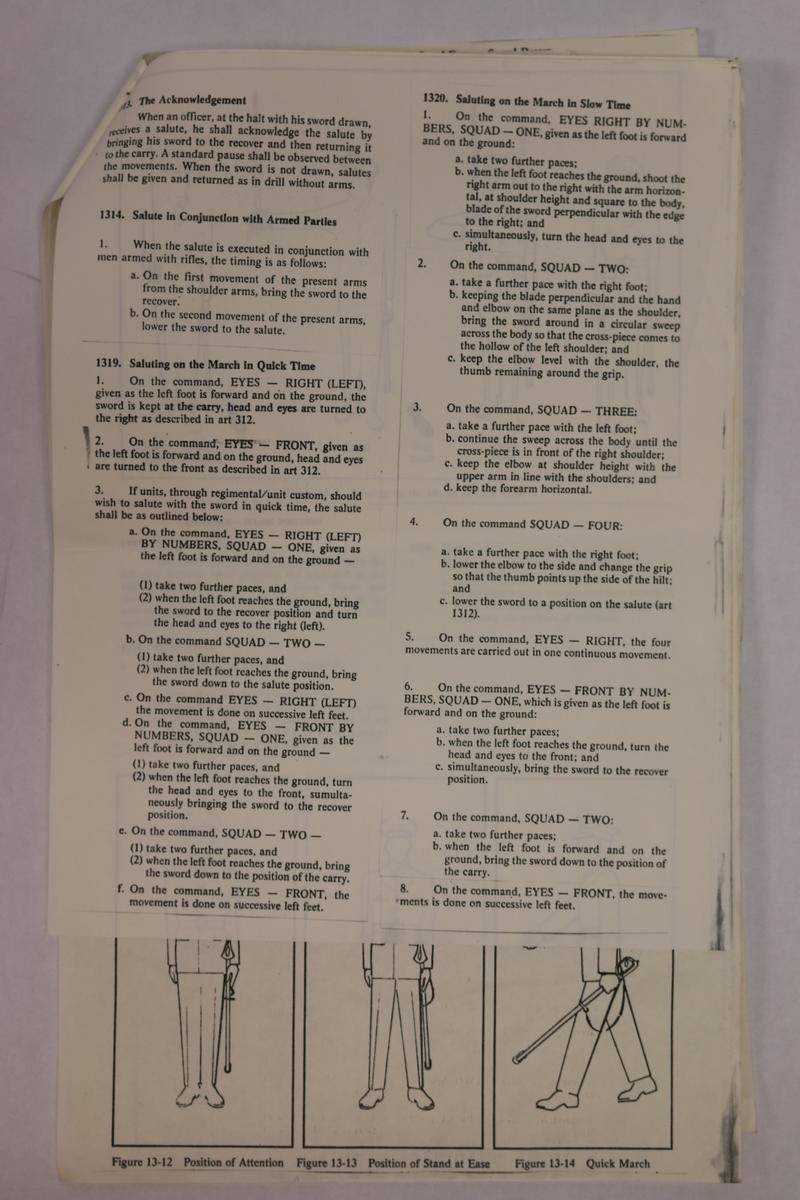 The Acknowledgement
When an officer, at the halt with his sword drawn,
receives a salute, he shall acknowledge the salute by
bringing his sword to the recover and then returning it
to the carry. A standard pause shall be observed between
the movements. When the sword is not drawn, salutes
shall be given and returned as in drill without arms.
1314. Salute in Conjunction with Armed Parties
1. When the salute is executed in conjunction with
men armed with rifles, the timing is as follows:
a. On the first movement of the present arms
from the shoulder arms, bring the sword to the
recover.
b. On the second movement of the present arms,
lower the sword to the salute.
1319. Saluting on the March in Quick Time
1. On the command, EYES — RIGHT (LEFT),
given as the left foot is forward and on the ground, the
sword is kept at the carry, head and eyes are turned to
the right as described in art 312.
2. On the command, EYES — FRONT, given as
the left foot is forward and on the ground, head and eyes
are turned to the front as described in art 312.
3. If units, through regimental/unit custom, should
wish to salute with the sword in quick time, the salute
shall be as outlined below:
a. On the command, EYES — RIGHT (LEFT)
BY NUMBERS, SQUAD — ONE, given as
the left foot is forward and on the ground —
(1) take two further paces, and
(2) when the left foot reaches the ground, bring
the sword to the recover position and turn
the head and eyes to the right (left).
b. On the command SQUAD — TWO —
(1) take two further paces, and
(2) when the left foot reaches the ground, bring
the sword down to the salute position.
c. On the command EYES — RIGHT (LEFT)
the movement is done on successive left feet.
d. On the command, EYES — FRONT BY
NUMBERS, SQUAD — ONE, given as the
left foot is forward and on the ground —
(1) take two further paces, and
(2) when the left foot reaches the ground, turn
the head and eyes to the front, sumulta-
neously bringing the sword to the recover
position.
e. On the command, SQUAD — TWO —
(1) take two further paces, and
(2) when the left foot reaches the ground, bring
the sword down to the position of the carry.
f. On the command, EYES — FRONT, the
movement is done on successive left feet.
1320. Saluting on the March in Slow Time
1. On the command, EYES RIGHT BY NUM-
BERS, SQUAD — ONE, given as the left foot is forward
and on the ground:
a. take two further paces;
b. when the left foot reaches the ground, shoot the
right arm out to the right with the arm horizon-
tal, at shoulder height and square to the body,
blade of the sword perpendicular with the edge
to the right; and
c. simultaneously, turn the head and eyes to the
right.
2. On the command, SQUAD — TWO:
a. take a further pace with the right foot;
b. keeping the blade perpendicular and the hand
and elbow on the same plane as the shoulder,
bring the sword around in a circular sweep
across the body so that the cross-piece comes to
the hollow of the left shoulder; and
c. keep the elbow level with the shoulder, the
thumb remaining around the grip.
3. On the command, SQUAD — THREE:
a. take a further pace with the left foot;
b. continue the sweep across the body until the
cross-piece is in front of the right shoulder;
c. keep the elbow at shoulder height with the
upper arm in line with the shoulders; and
d. keep the forearm horizontal.
4. On the command SQUAD — FOUR:
a. take a further pace with the right foot;
b. lower the elbow to the side and change the grip
so that the thumb points up the side of the hilt;
and
c. lower the sword to a position on the salute (art
1312).
5. On the command, EYES — RIGHT, the four
movements are carried out in one continuous movement.
6. On the command, EYES — FRONT BY NUM-
BERS, SQUAD — ONE, which is given as the left foot is
forward and on the ground:
a. take two further paces;
b. when the left foot reaches the ground, turn the
head and eyes to the front; and
c. simultaneously, bring the sword to the recover
position.
7. On the command, SQUAD — TWO:
a. take two further paces;
b. when the left foot is forward and on the
ground, bring the sword down to the position of
the carry.
8. On the command, EYES — FRONT, the move-
ments is done on successive left feet.
Figure 13-12 Position of Attention
Figure 13-13 Position of Stand at Ease
Figure 13-14 Quick March